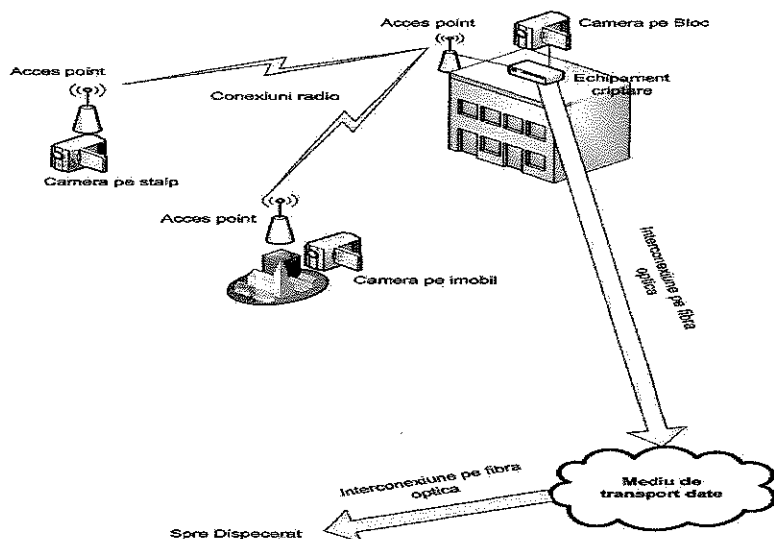 Camera pe Bloc
Acces point
Acces point
Echipament
criptare
Conexiuni radio
Camera pe stalp
Acces point
Camera pe imobil
Interconexiune pe fibra
optica
Mediu de
transport date
Interconexiune pe fibra
optica
Spre Dispecerat